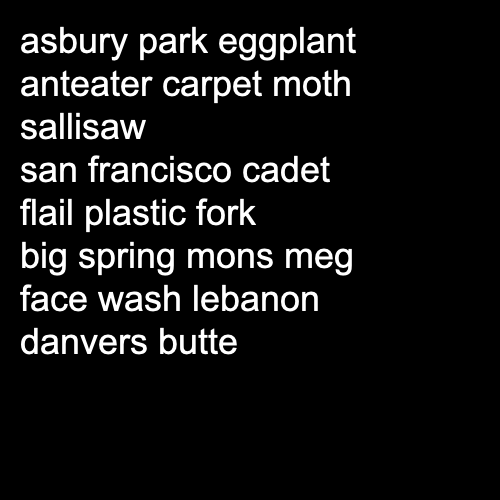 asbury park eggplant
anteater carpet moth
sallisaw
san francisco cadet
flail plastic fork
big spring mons meg
face wash lebanon
danvers butte